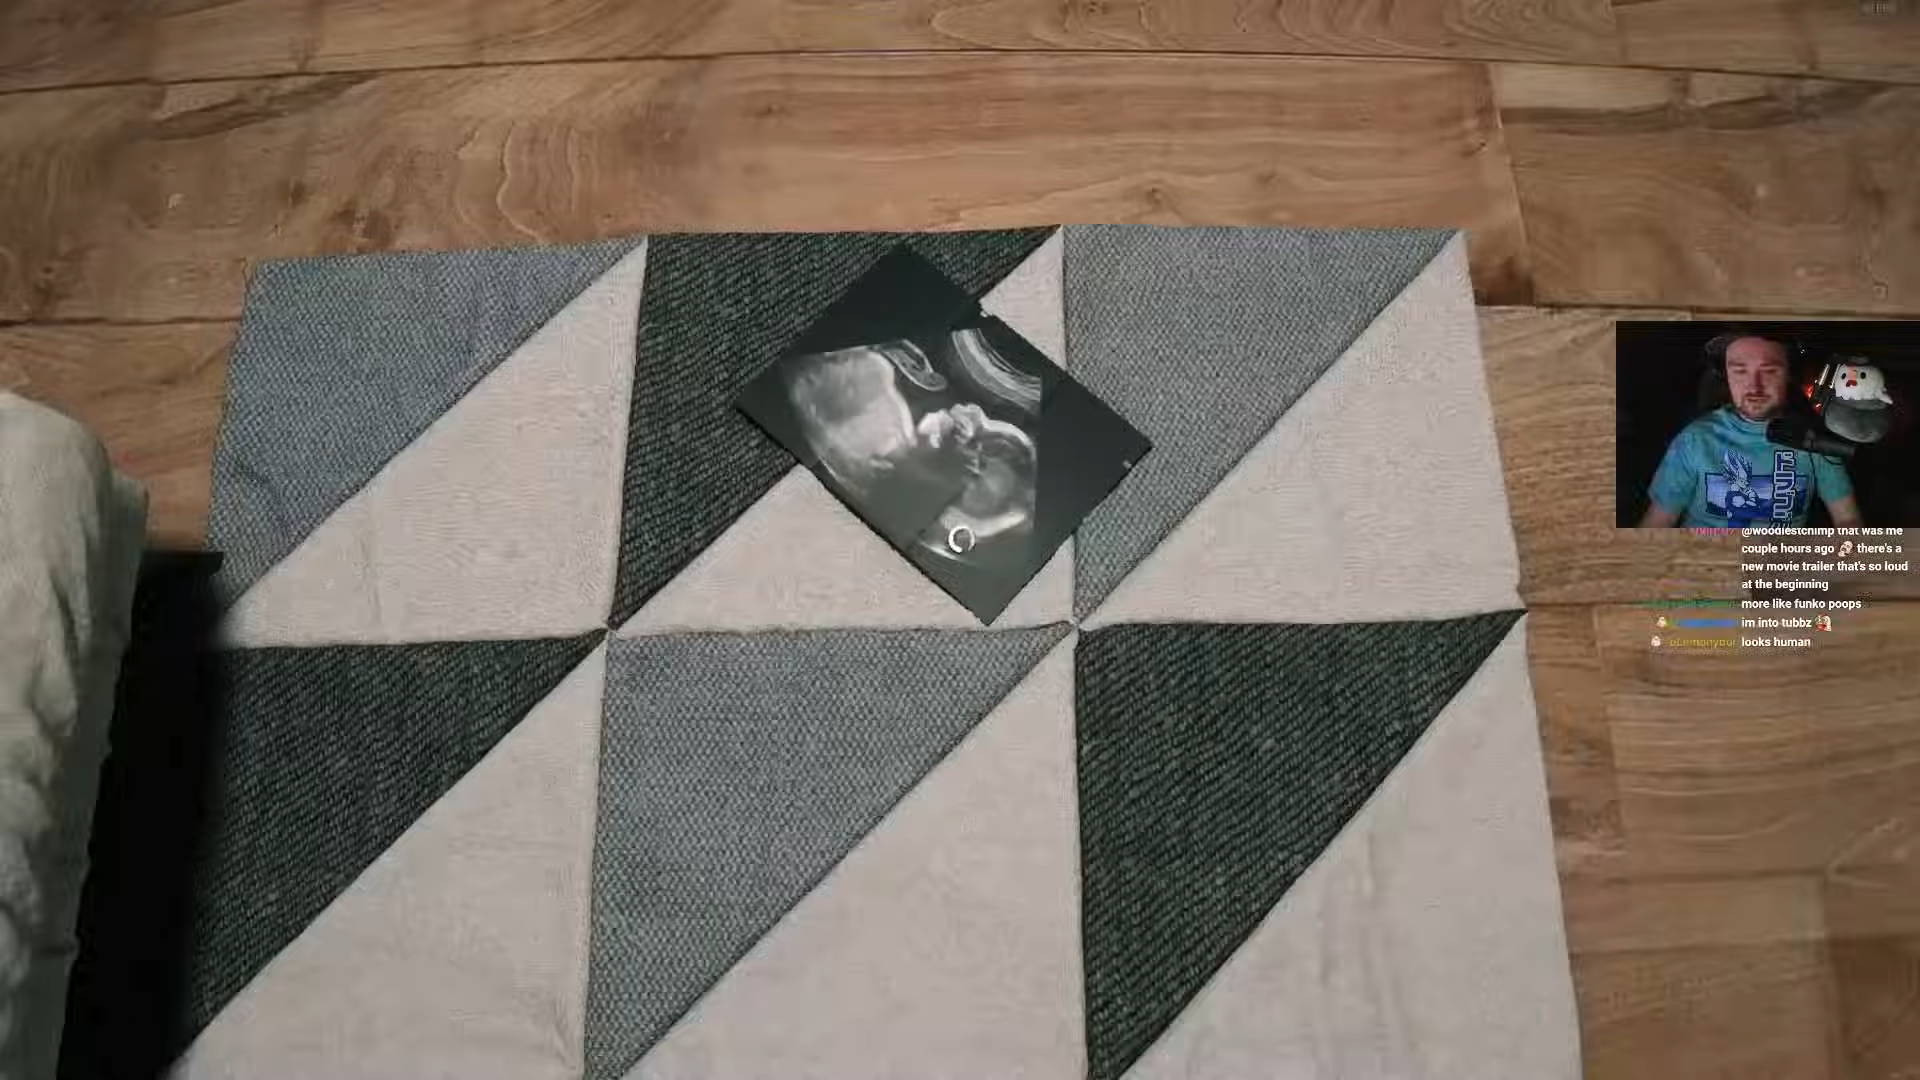 @woodiestchimp that was me
couple hours ago there's a
new movie trailer that's so loud
at the beginning
more like funko poops
im into tubbz
looks human